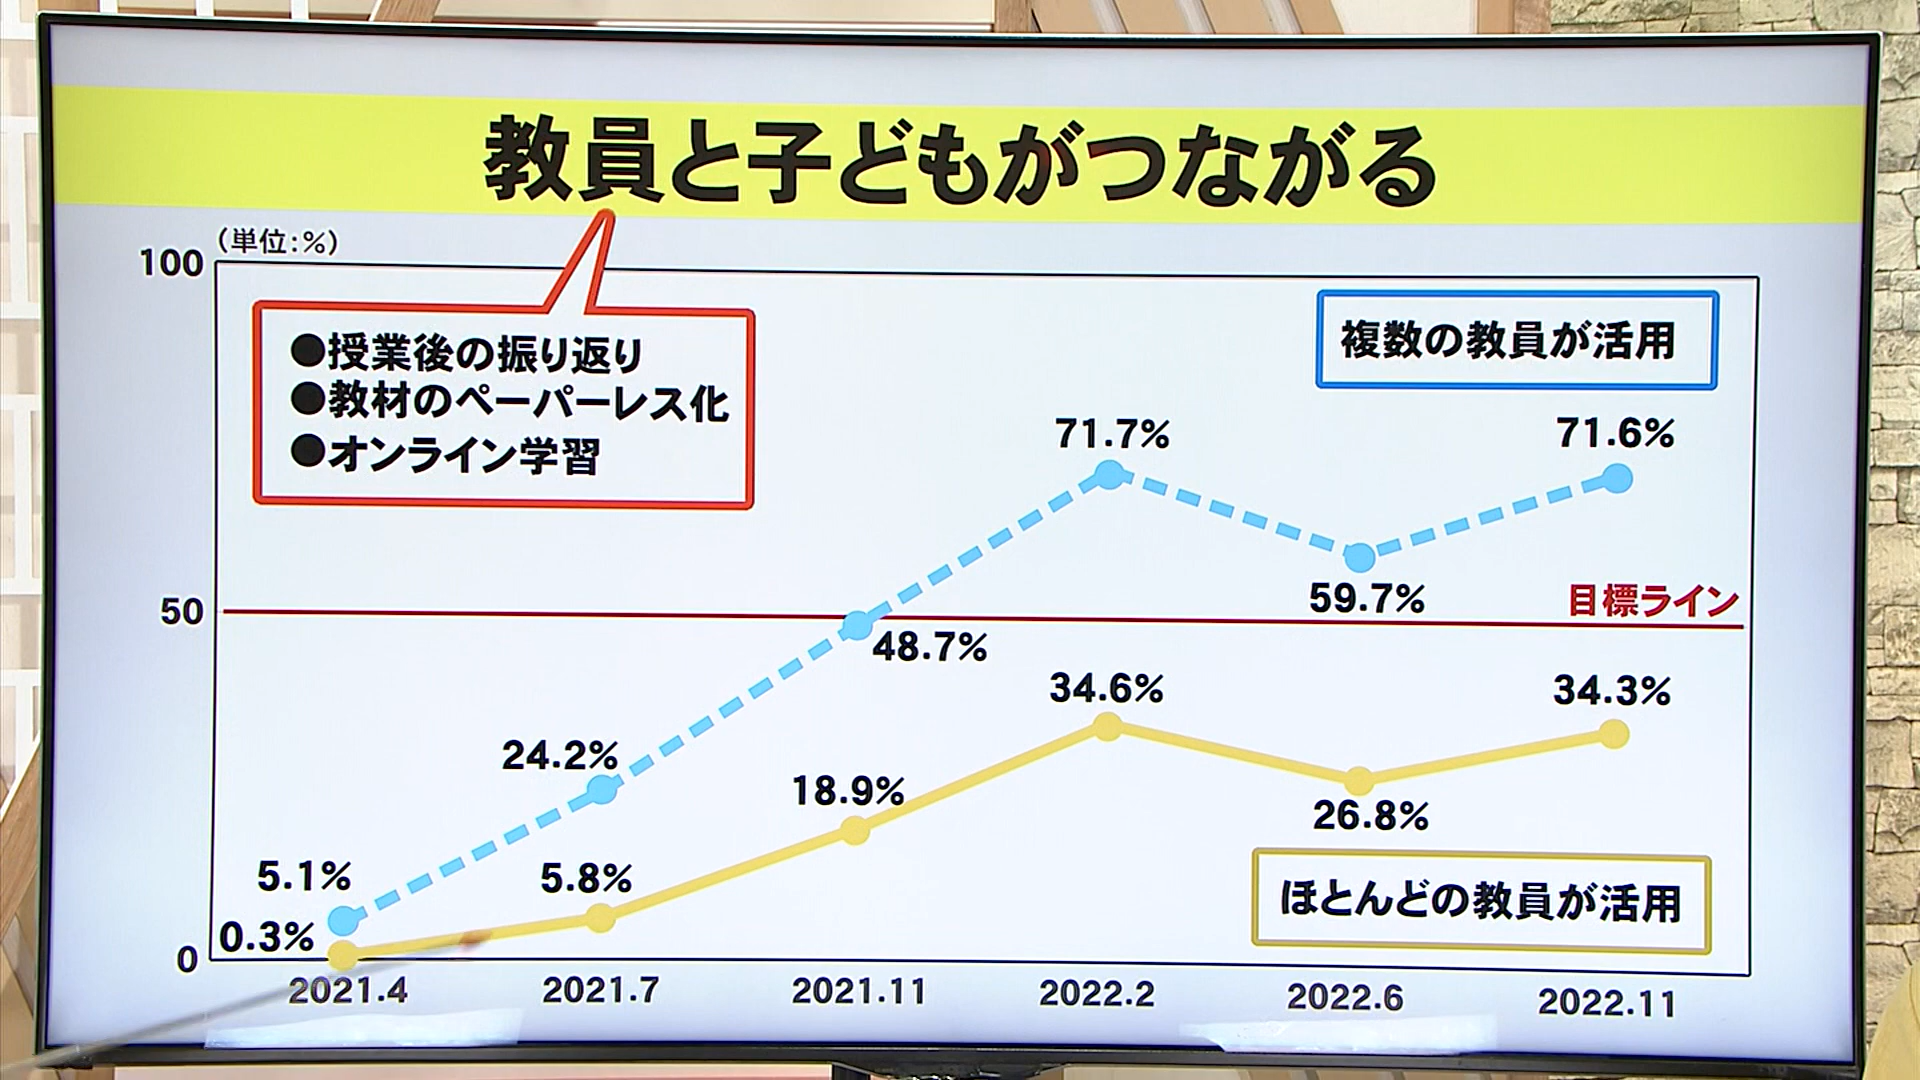 教員と子どもがつながる
(単位:%)
100
●授業後の振り返り
●教材のペーパーレス化
●オンライン学習
複数の教員が活用
71.7%
71.6%
59.7%
目標ライン
50
48.7%
34.6%
34.3%
24.2%
18.9%
26.8%
5.1%
5.8%
ほとんどの教員が活用
0.3%
0
2021.4
2021.7
2021.11
2022.2
2022.6
2022.11